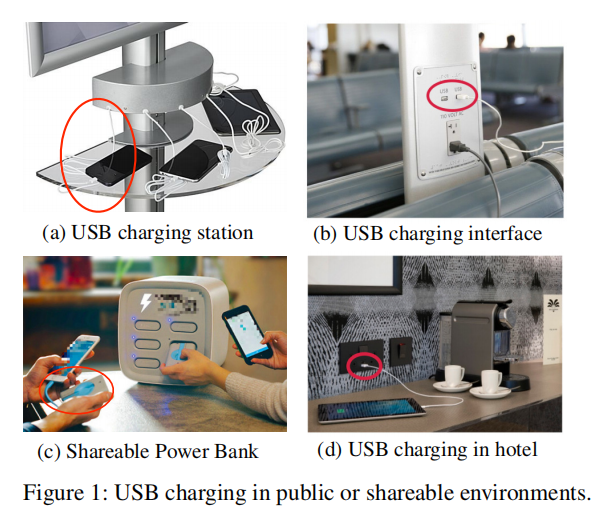 USB USB
110 VOLT AC
(a) USB charging station
(b) USB charging interface
(c) Shareable Power Bank
(d) USB charging in hotel
Figure 1: USB charging in public or shareable environments.